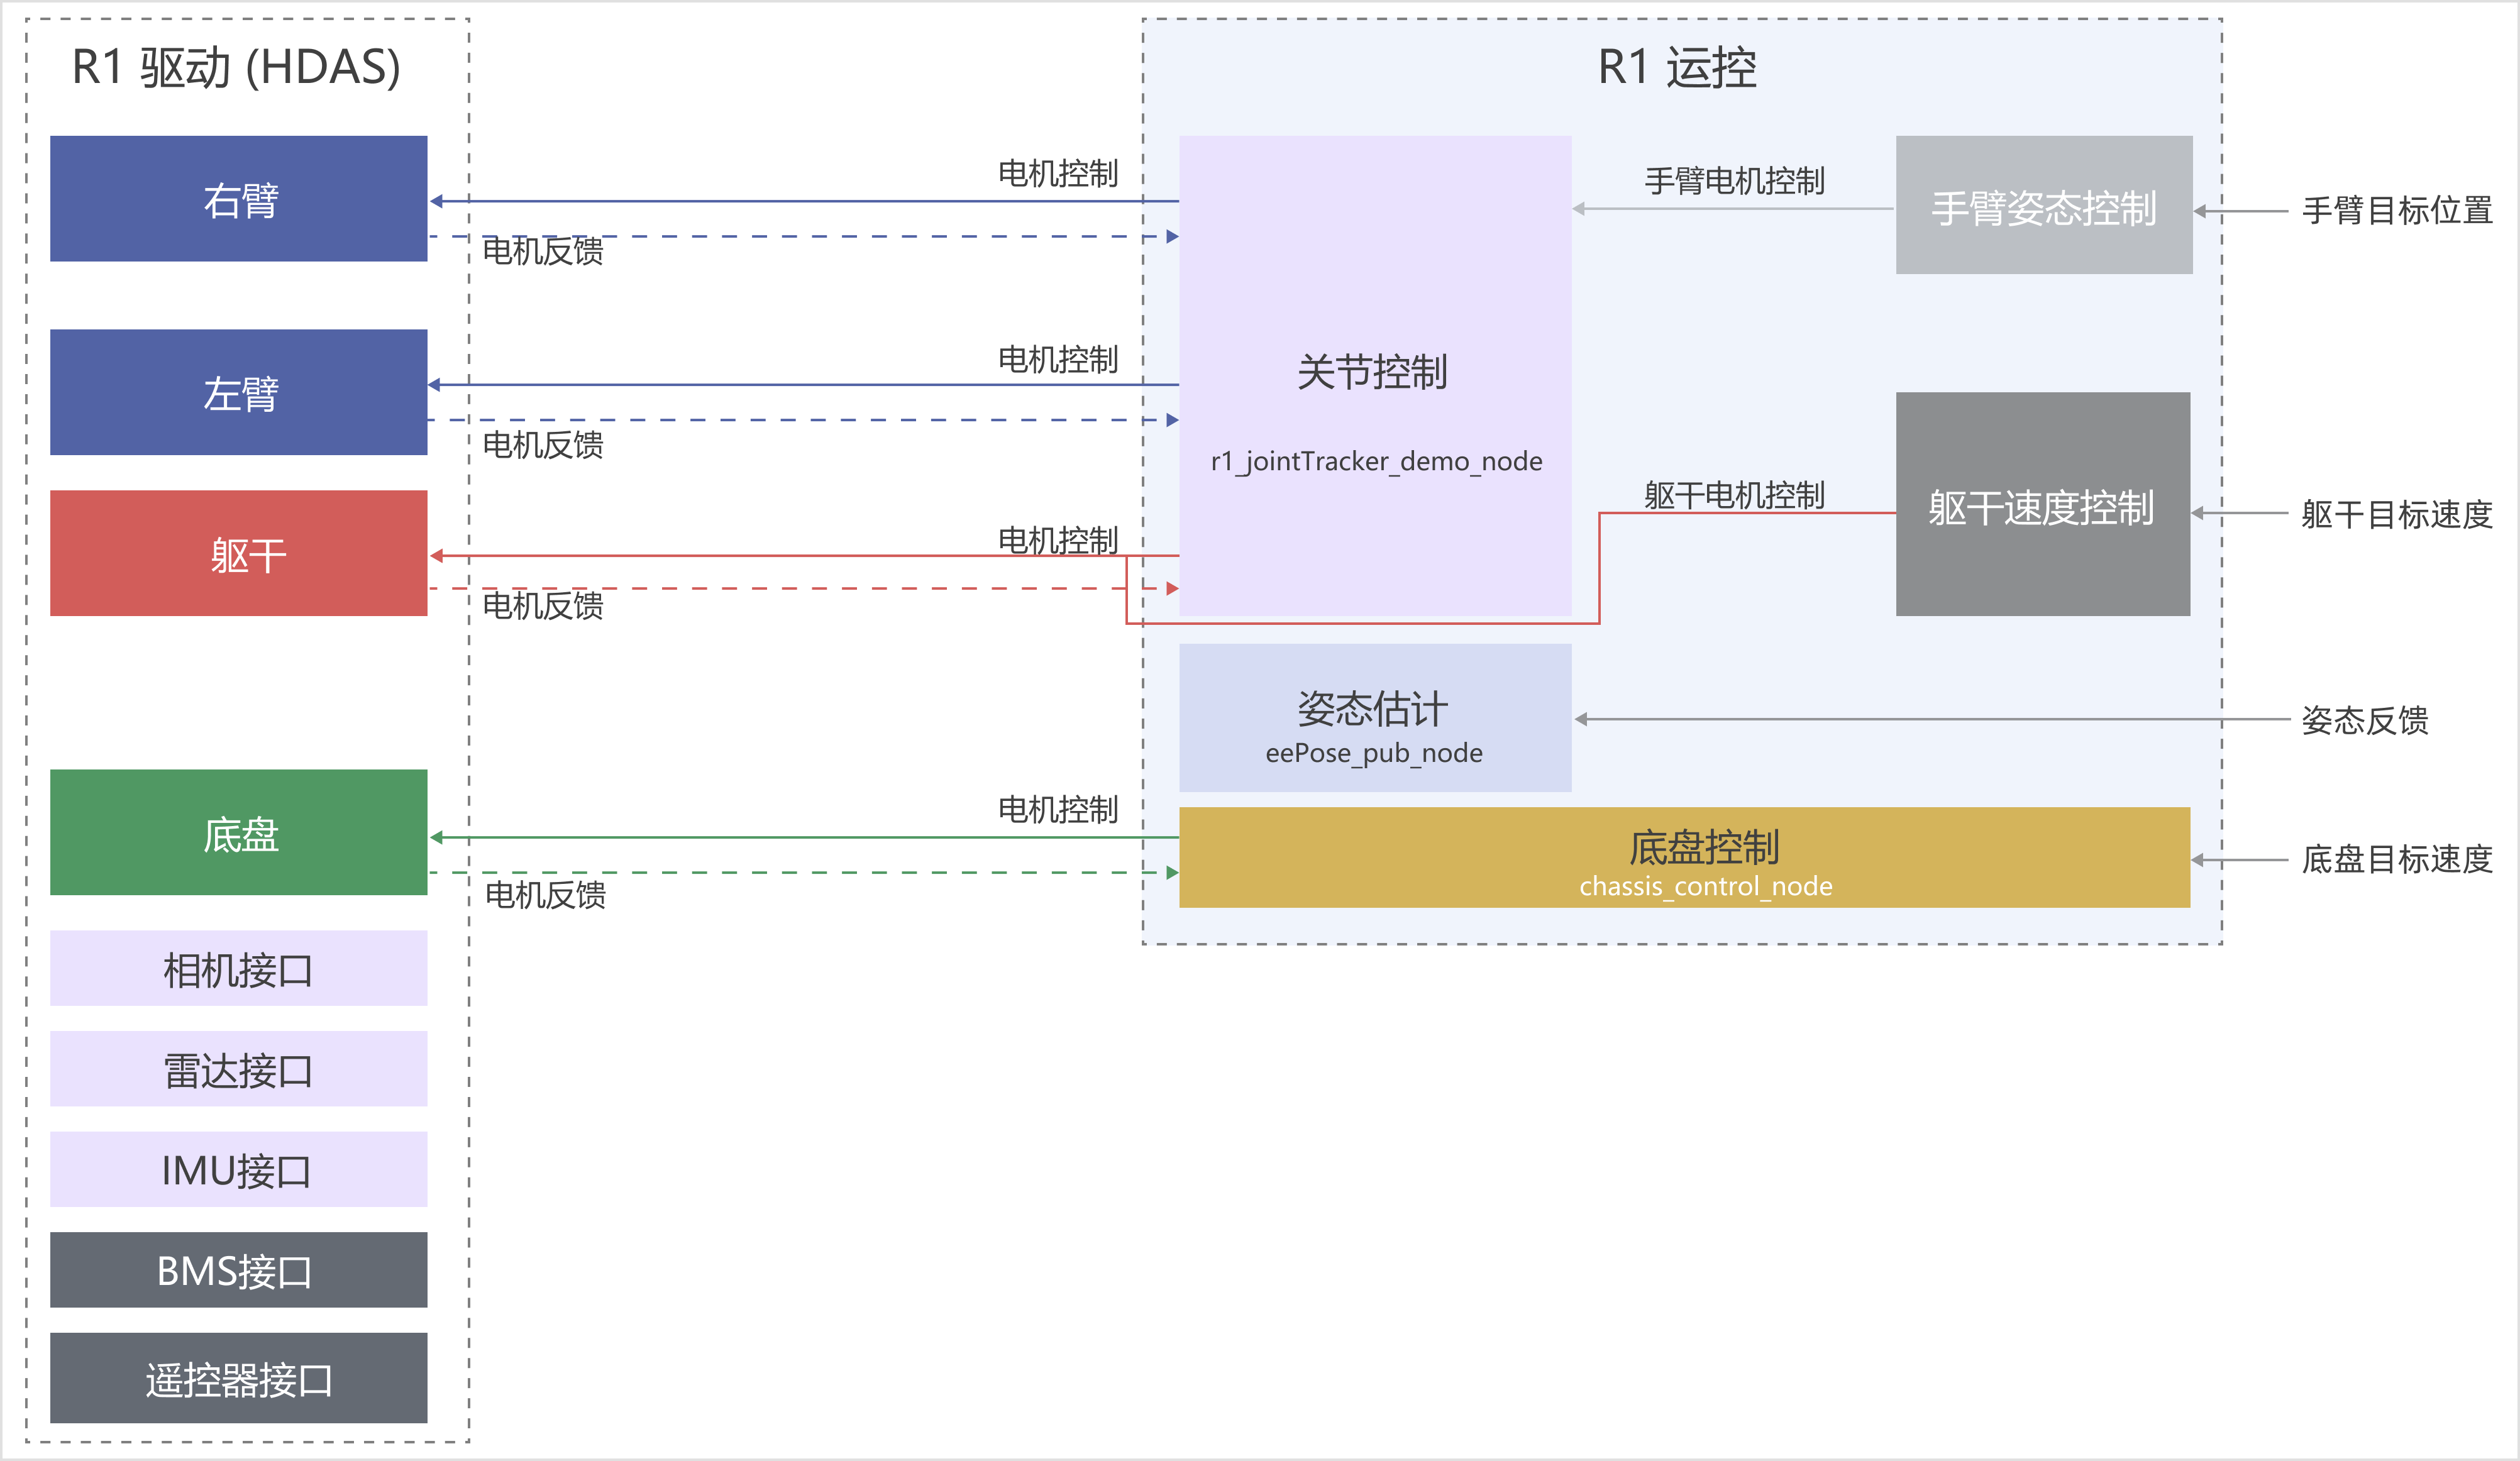 R1 驱动 (HDAS)
右臂
左臂
躯干
底盘
相机接口
雷达接口
IMU接口
BMS接口
遥控器接口
电机控制
电机反馈
电机控制
电机反馈
电机控制
电机反馈
电机控制
电机反馈
R1 运控
关节控制
r1_jointTracker_demo_node
手臂电机控制
手臂姿态控制
躯干电机控制
躯干速度控制
姿态估计
eePose_pub_node
底盘控制
chassis_control_node
手臂目标位置
躯干目标速度
姿态反馈
底盘目标速度